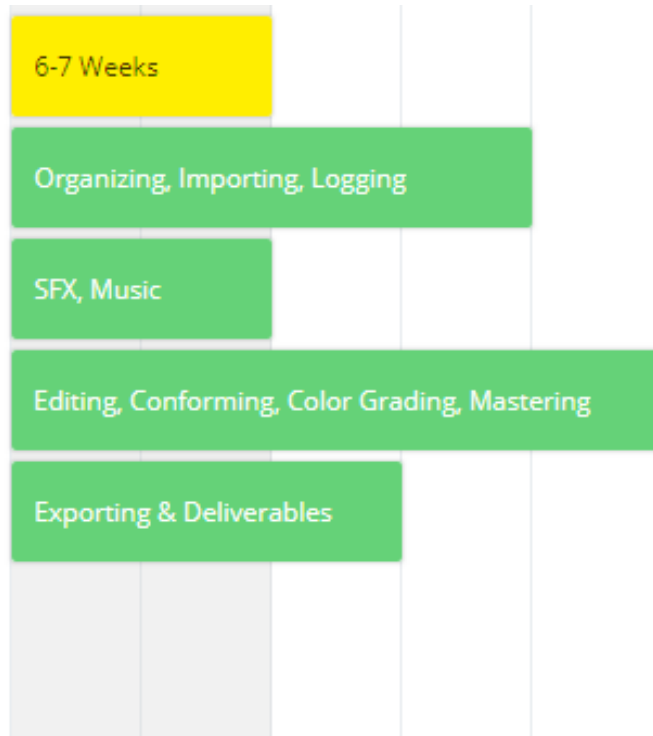 6-7 Weeks
Organizing, Importing, Logging
SFX, Music
Editing, Conforming, Color Grading, Mastering
Exporting & Deliverables